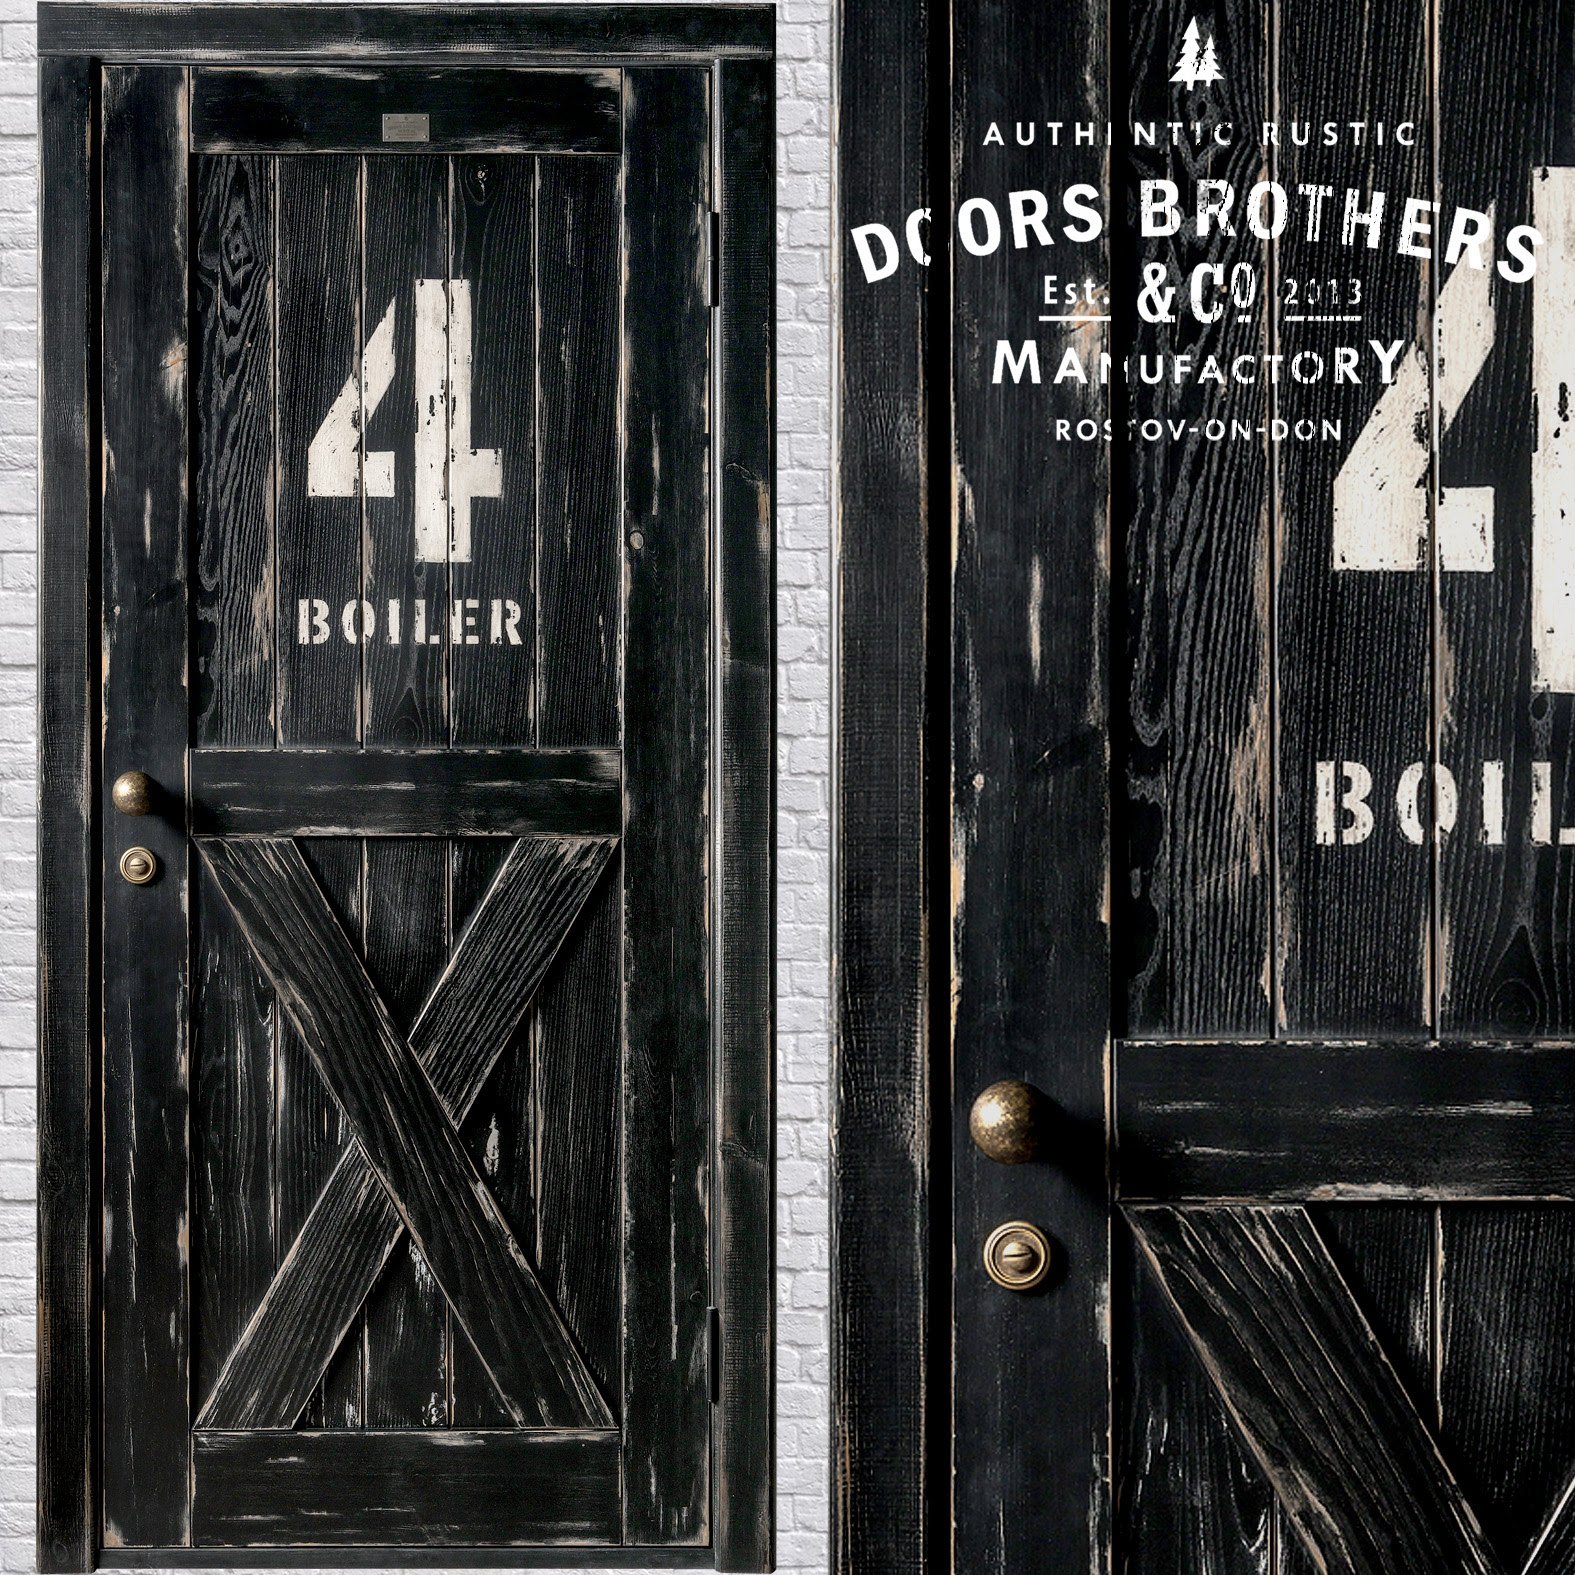 4
BOILER
AUTHENTIC RUSTIC
DOORS BROTHERS
Est. & Co 2013
MANUFACTORY
ROSTOV-ON-DON
4
BOIL